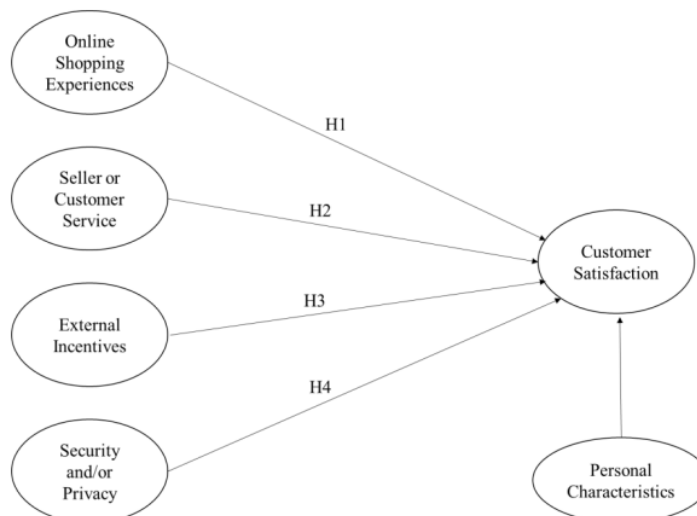 Online
Shopping
Experiences
H1
Seller or
Customer
Service
H2
Customer
Satisfaction
External
Incentives
H3
H4
Security
and/or
Privacy
Personal
Characteristics